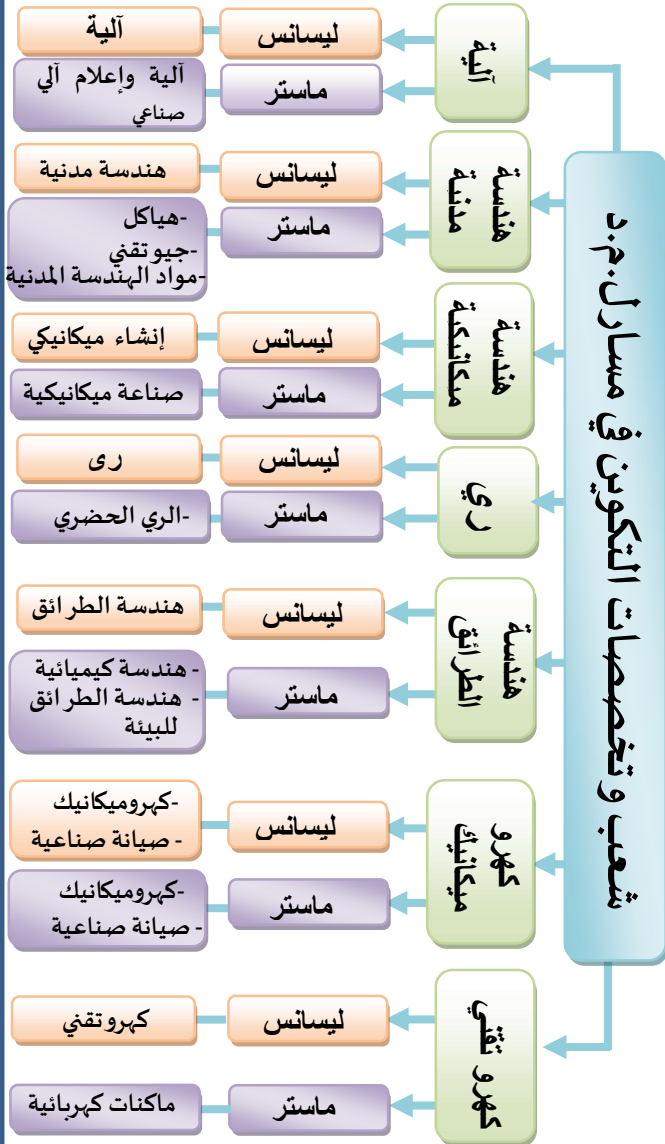 شعب وتخصصات التكوين في مسار ل.م.د
آلية
ليسانس
آلية
ماستر
آلية وإعلام آلي
صناعي
هندسة
مدنية
ليسانس
هندسة مدنية
ماستر
-هياكل
-جيوتقني
-مواد الهندسة المدنية
هندسة
ميكانيكية
ليسانس
إنشاء ميكانيكي
ماستر
صناعة ميكانيكية
ري
ليسانس
رى
ماستر
-الري الحضري
هندسة
الطرائق
ليسانس
هندسة الطرائق
ماستر
- هندسة كيميائية
- هندسة الطرائق
للبيئة
كهرو
ميكانيك
ليسانس
-كهروميكانيك
- صيانة صناعية
ماستر
-كهروميكانيك
- صيانة صناعية
كهرو تقني
ليسانس
كهروتقني
ماستر
ماكنات كهربائية